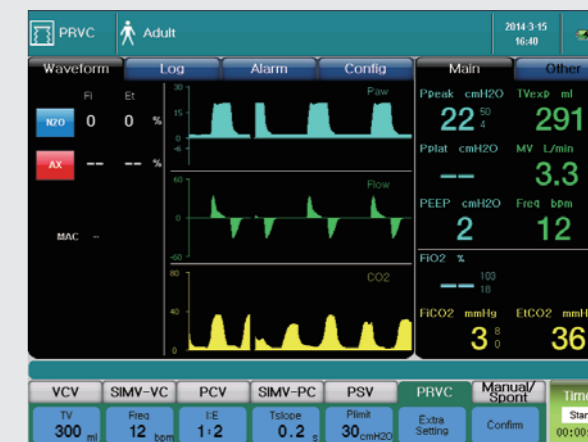 PRVC Adult 2014-3-15
16:40
Waveform Log Alarm Config Main Other
Fi Et
N2O 0 0 %
AX -- -- %
MAC --
30 Paw
15
0
-6
60 Flow
0
-60
80 CO2
40
0
Ppeak cmH2O TVexp ml
22 50 4 291
Pplat cmH2O MV L/min
-- 3.3
PEEP cmH2O Freq bpm
2 12
FiO2 %
-- 103 18
FiCO2 mmHg EtCO2 mmH
3 8 0 36
VCV SIMV-VC PCV SIMV-PC PSV PRVC Manual/ Spont
TV Freq I:E Tslope Plimit Extra Setting Confirm
300 ml 12 bpm 1:2 0.2 s 30 cmH2O
Time
Star
00:00